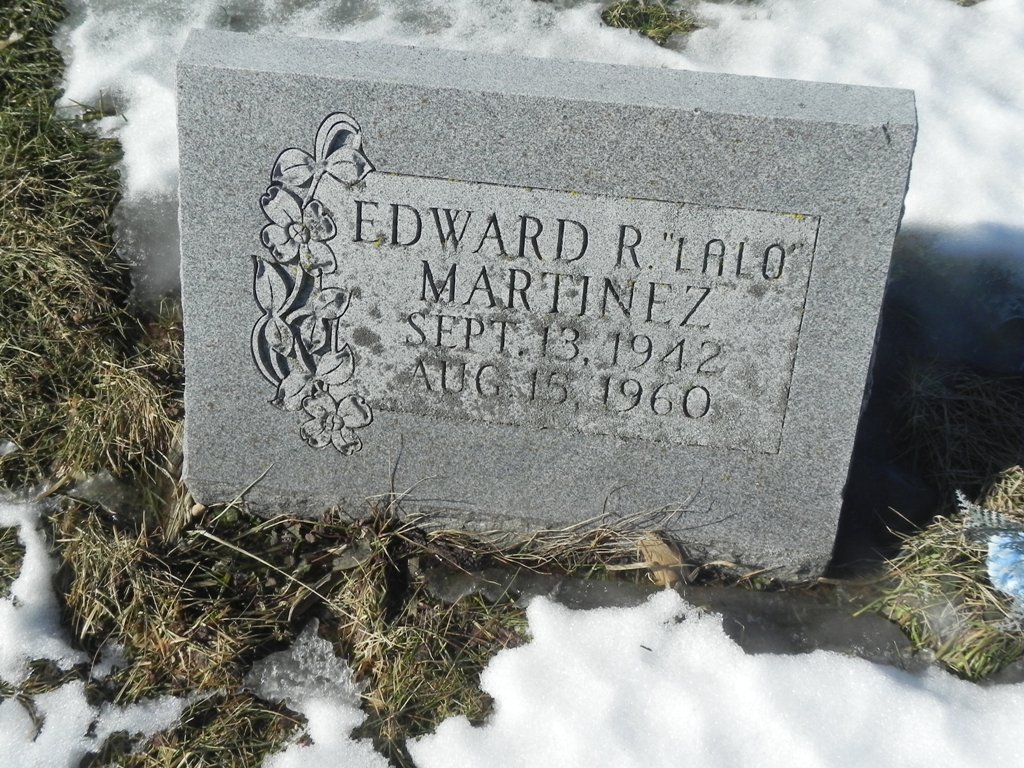 EDWARD R. "LALO"
MARTINEZ
SEPT. 13, 1942
AUG. 15, 1960